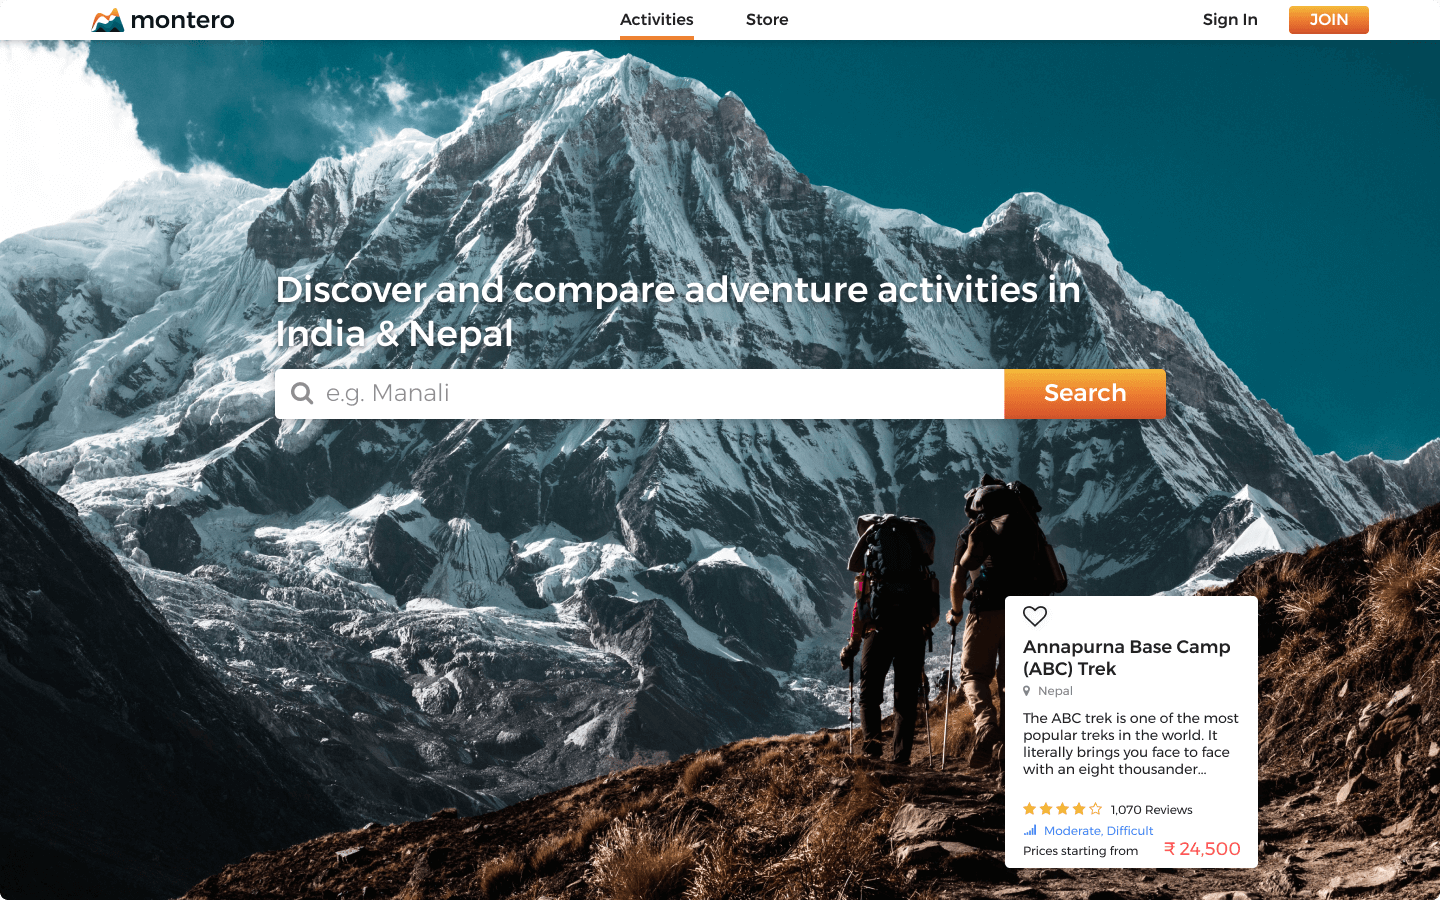 montero
Activities
Store
Sign In
JOIN
Discover and compare adventure activities in
India & Nepal
e.g. Manali
Search
Annapurna Base Camp
(ABC) Trek
Nepal
The ABC trek is one of the most
popular treks in the world. It
literally brings you face to face
with an eight thousander...
1,070 Reviews
Moderate, Difficult
Prices starting from ₹ 24,500